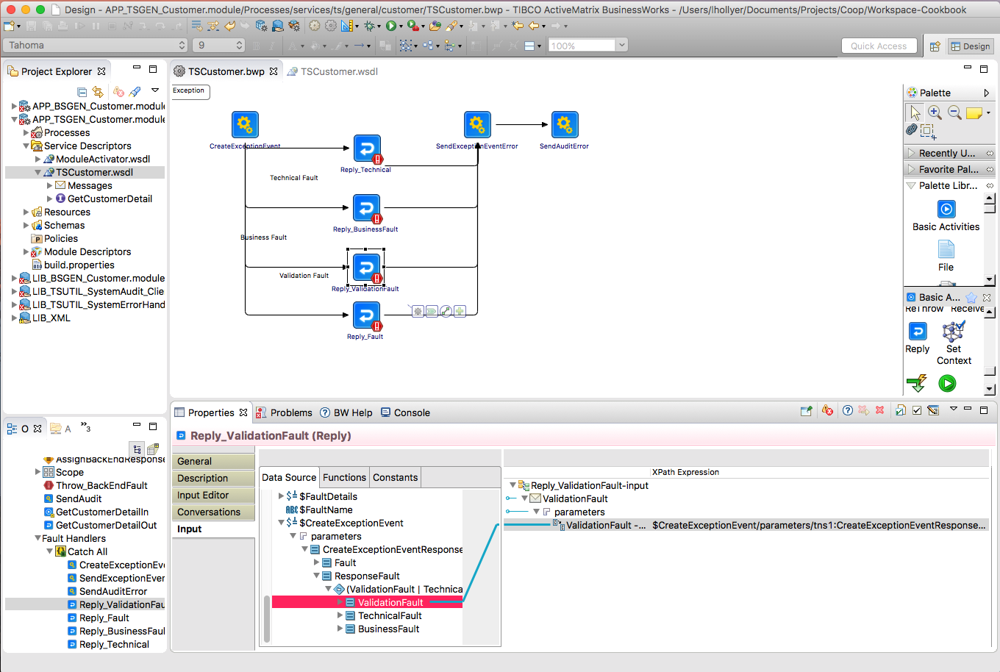 Design - APP_TSGEN_Customer.module/Processes/services/ts/general/customer/TSCustomer.bwp - TIBCO ActiveMatrix BusinessWorks - /Users/lhollyer/Documents/Projects/Coop/Workspace-Cookbook
Tahoma
9
100%
Quick Access
Design
Project Explorer
APP_BSGEN_Customer.module
APP_TSGEN_Customer.module
Processes
Service Descriptors
ModuleActivator.wsdl
TSCustomer.wsdl
Messages
GetCustomerDetail
Resources
Schemas
Policies
Module Descriptors
build.properties
LIB_BSGEN_Customer.module
LIB_TSUTIL_SystemAudit_Clie
LIB_TSUTIL_SystemErrorHand
LIB_XML
TSCustomer.bwp
TSCustomer.wsdl
Exception
CreateExceptionEvent
SendExceptionEventError
SendAuditError
Reply_Technical
Technical Fault
Reply_BusinessFault
Business Fault
Validation Fault
Reply_ValidationFault
Reply_Fault
Palette
Recently U...
Favorite Pal...
Palette Libr...
Basic Activities
File
Basic A...
ReThrow Receive
Reply
Set
Context
O
A
3
AssignBackEndResponse
Scope
Throw_BackEndFault
SendAudit
GetCustomerDetailIn
GetCustomerDetailOut
Fault Handlers
Catch All
CreateExceptionEv
SendExceptionEver
SendAuditError
Reply_ValidationFau
Reply_Fault
Reply_BusinessFaul
Reply_Technical
Properties
Problems
BW Help
Console
Reply_ValidationFault (Reply)
General
Description
Input Editor
Conversations
Input
Data Source
Functions
Constants
$FaultDetails
ABC $FaultName
$CreateExceptionEvent
parameters
CreateExceptionEventResponse
Fault
ResponseFault
(ValidationFault | Technica
ValidationFault
TechnicalFault
BusinessFault
XPath Expression
Reply_ValidationFault-input
ValidationFault
parameters
ValidationFault -... $CreateExceptionEvent/parameters/tns1:CreateExceptionEventResponse...